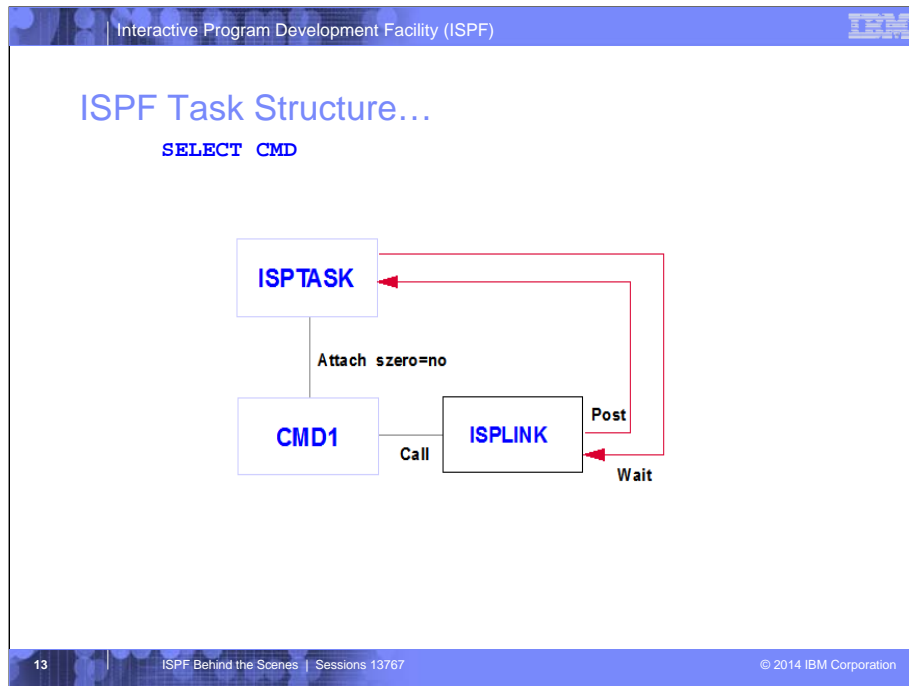 Interactive Program Development Facility (ISPF)
IBM
ISPF Task Structure…
SELECT CMD
ISPTASK
Attach szero=no
CMD1
Call
ISPLINK
Post
Wait
13
ISPF Behind the Scenes | Sessions 13767
© 2014 IBM Corporation